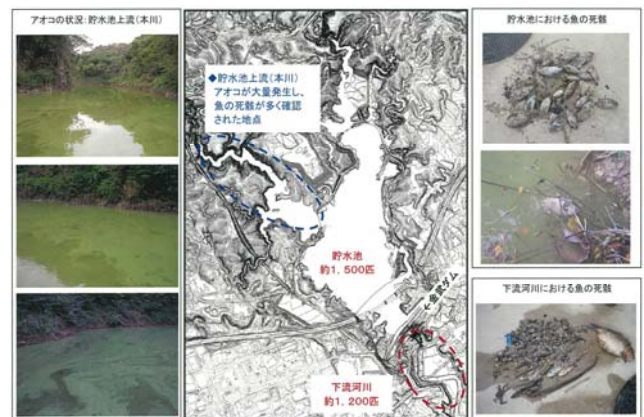 アオコの状況:貯水池上流(本川)
◆貯水池上流(本川)
アオコが大量発生し、
魚の死骸が多く確認
された地点
貯水池
約1,500匹
下流河川
約1,200匹
貯水池における魚の死骸
下流河川における魚の死骸